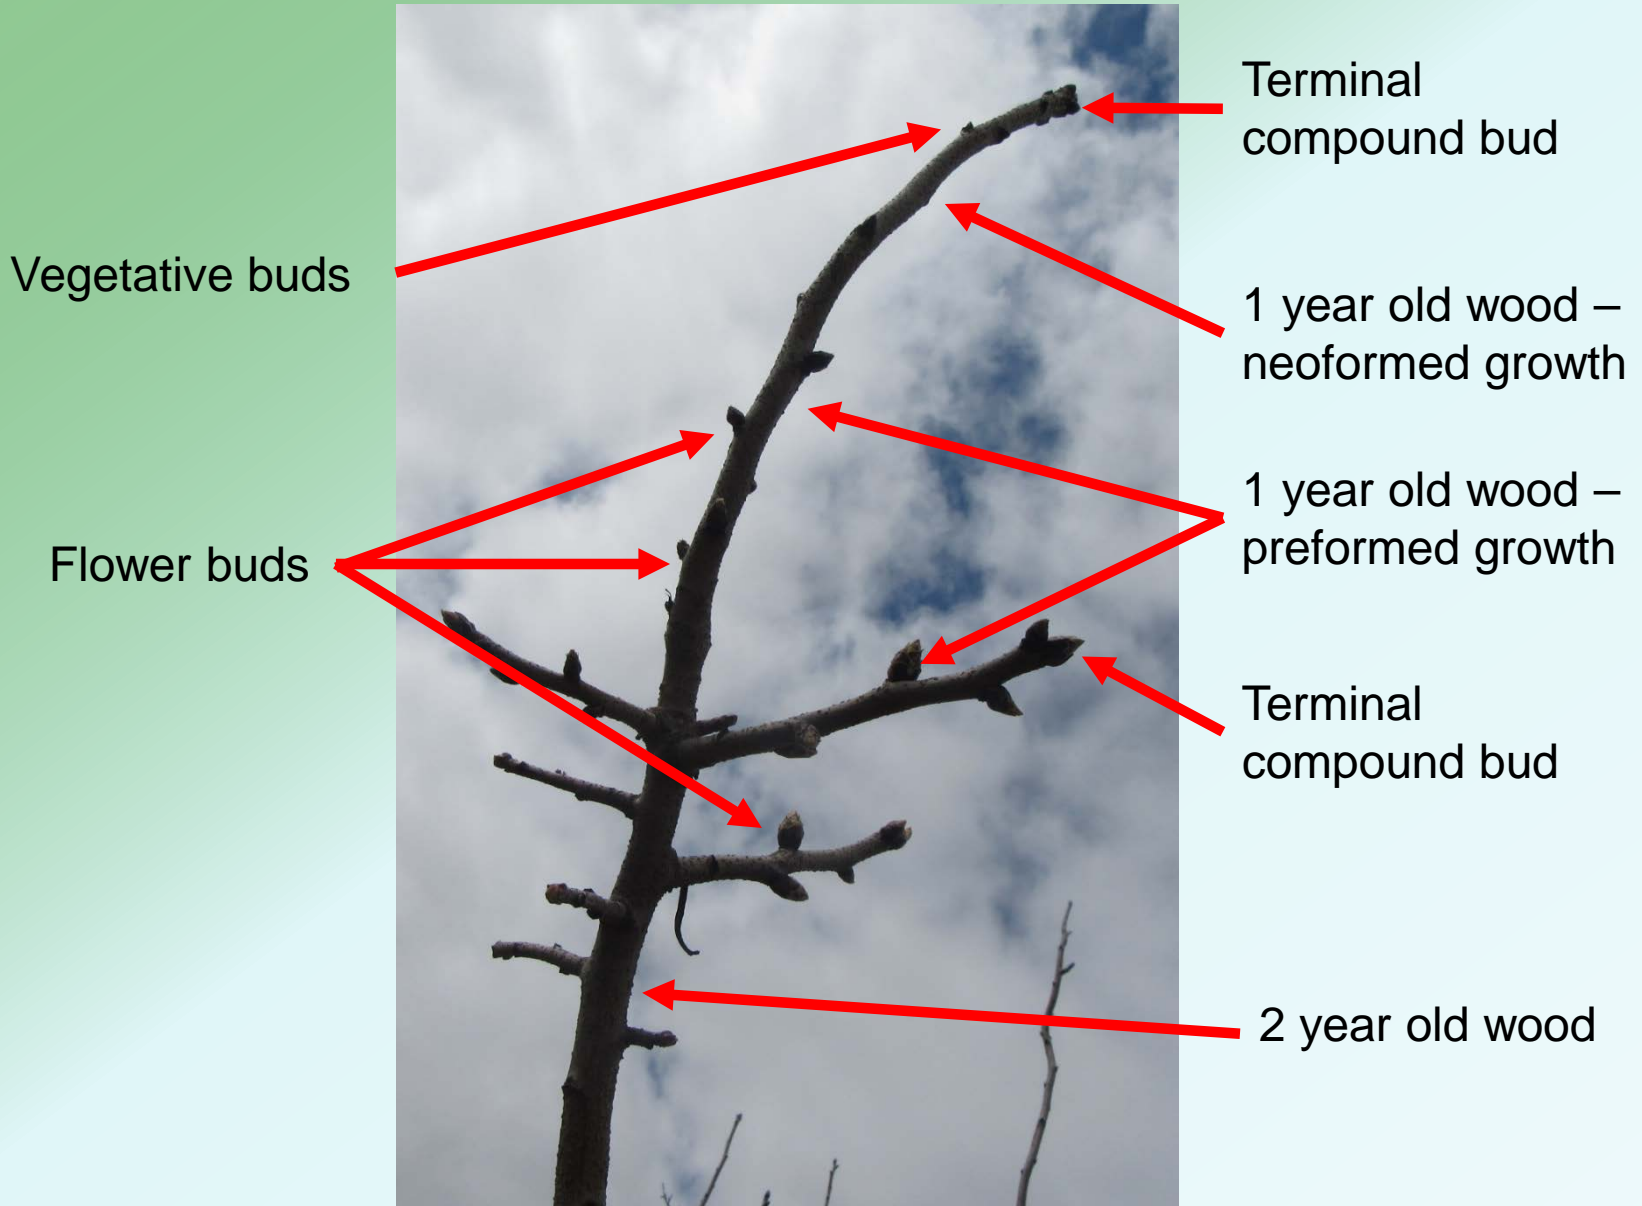 Terminal
compound bud
Vegetative buds
1 year old wood –
neoformed growth
1 year old wood –
preformed growth
Flower buds
Terminal
compound bud
2 year old wood